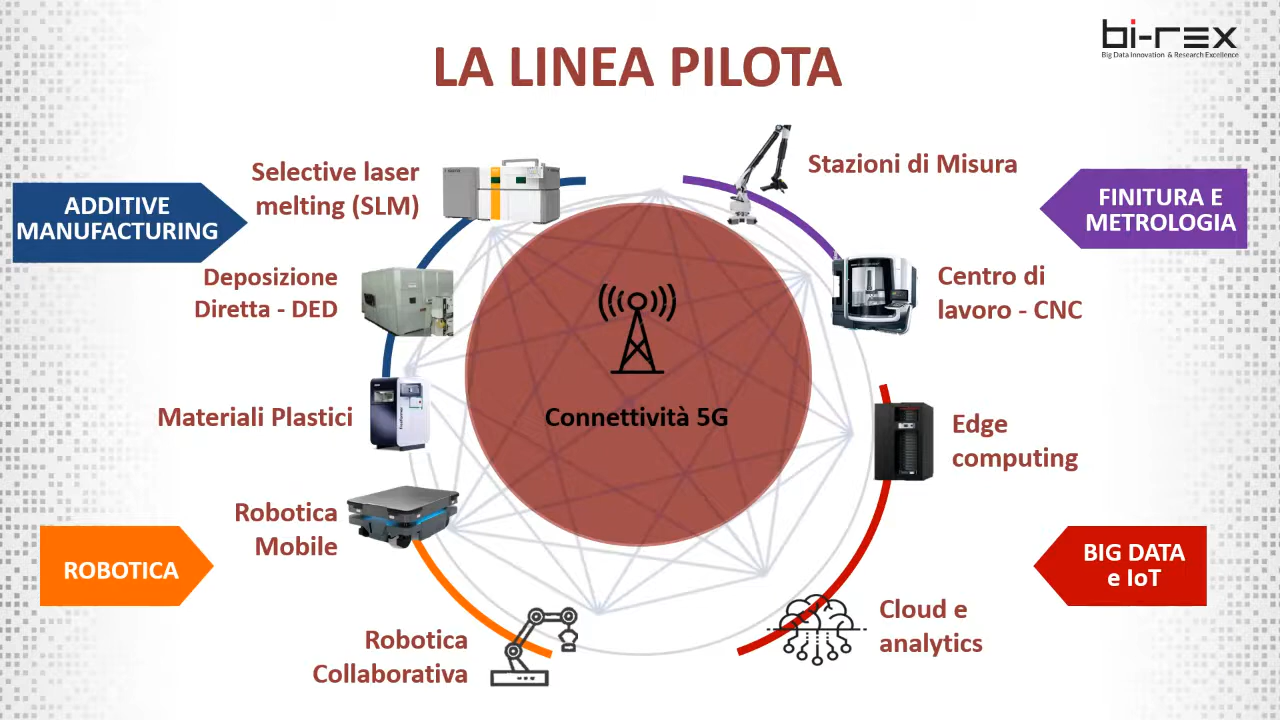 bi-rex
Big Data Innovation & Research Excellence
LA LINEA PILOTA
ADDITIVE
MANUFACTURING
Selective laser
melting (SLM)
Deposizione
Diretta - DED
Materiali Plastici
ROBOTICA
Robotica
Mobile
Robotica
Collaborativa
Connettività 5G
Stazioni di Misura
Centro di
lavoro - CNC
FINITURA E
METROLOGIA
Edge
computing
Cloud e
analytics
BIG DATA
e IoT